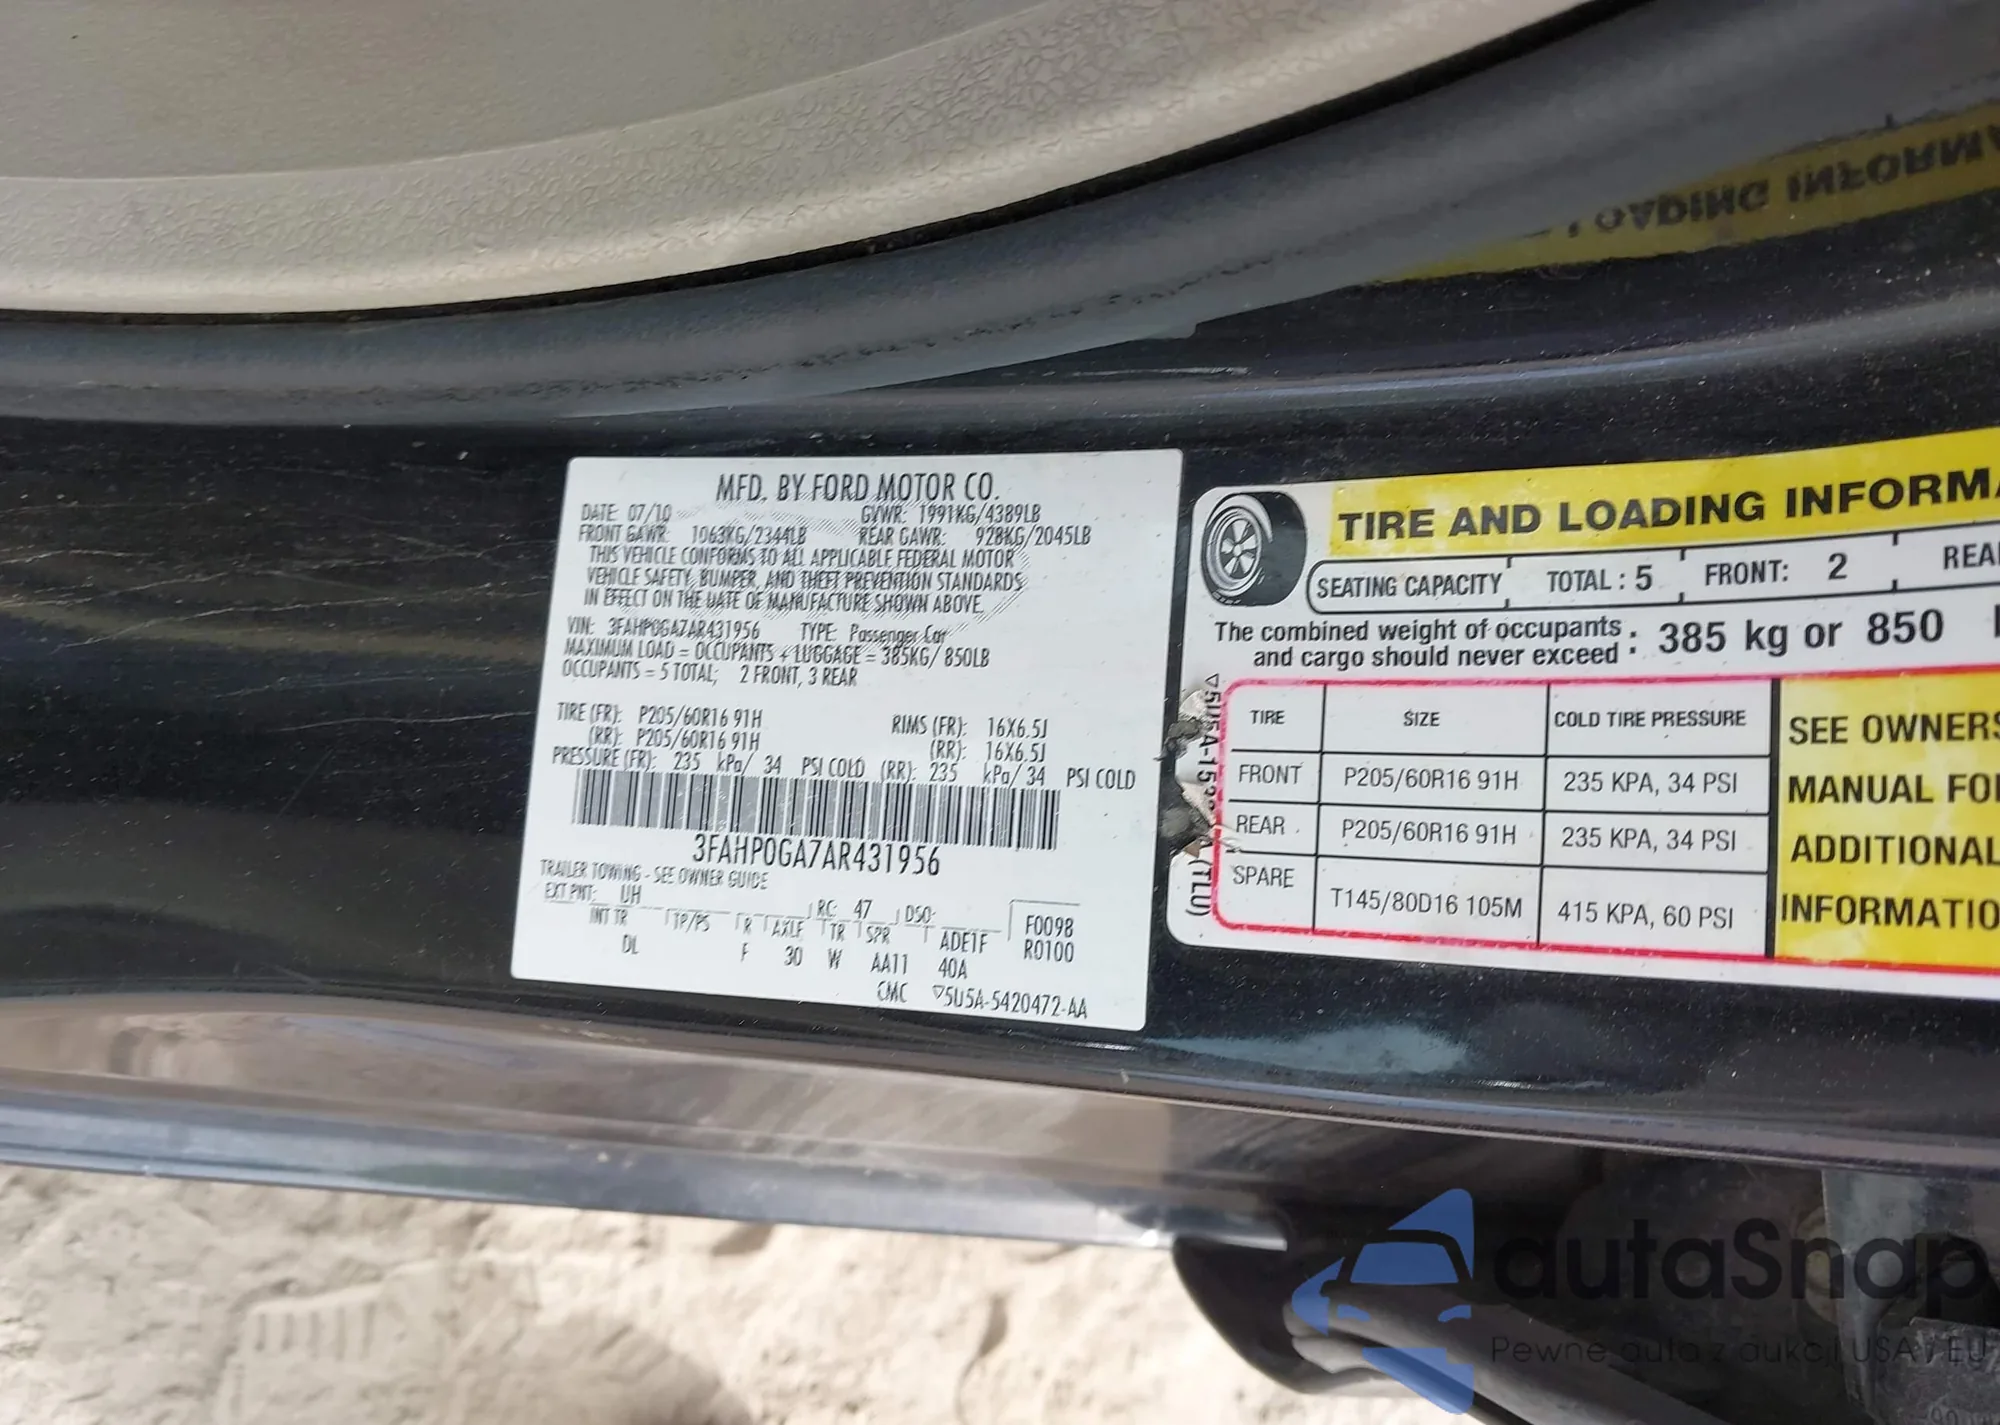 LOADING INFORM
MFD. BY FORD MOTOR CO.
DATE: 07/10 GVWR: 1991KG/4389LB
FRONT GAWR: 1063KG/2344LB REAR GAWR: 928KG/2045LB
THIS VEHICLE CONFORMS TO ALL APPLICABLE FEDERAL MOTOR
VEHICLE SAFETY, BUMPER, AND THEFT PREVENTION STANDARDS
IN EFFECT ON THE DATE OF MANUFACTURE SHOWN ABOVE.
VIN: 3FAHP0GA7AR431956 TYPE: Passenger Car
MAXIMUM LOAD = OCCUPANTS + LUGGAGE = 385KG/ 850LB
OCCUPANTS = 5 TOTAL; 2 FRONT, 3 REAR
TIRE (FR): P205/60R16 91H RIMS (FR): 16X6.5J
(RR): P205/60R16 91H (RR): 16X6.5J
PRESSURE (FR): 235 kPa/ 34 PSI COLD (RR): 235 kPa/ 34 PSI COLD
3FAHP0GA7AR431956
TRAILER TOWING - SEE OWNER GUIDE
EXT PNT: UH RC: 47 DSO: F0098
INT TR TP/PS R AXLE TR SPR ADE1F R0100
DL F 30 W AA11 40A
CMC ▽5U5A-5420472-AA
TIRE AND LOADING INFORMA
SEATING CAPACITY TOTAL : 5 FRONT: 2 REA
The combined weight of occupants
and cargo should never exceed : 385 kg or 850
▽5U5A-15 (TLU)
TIRE SIZE COLD TIRE PRESSURE
FRONT P205/60R16 91H 235 KPA, 34 PSI
REAR P205/60R16 91H 235 KPA, 34 PSI
SPARE T145/80D16 105M 415 KPA, 60 PSI
SEE OWNERS
MANUAL FO
ADDITIONAL
INFORMATIO
autaSnap
Pewne auta z aukcji USA / EU